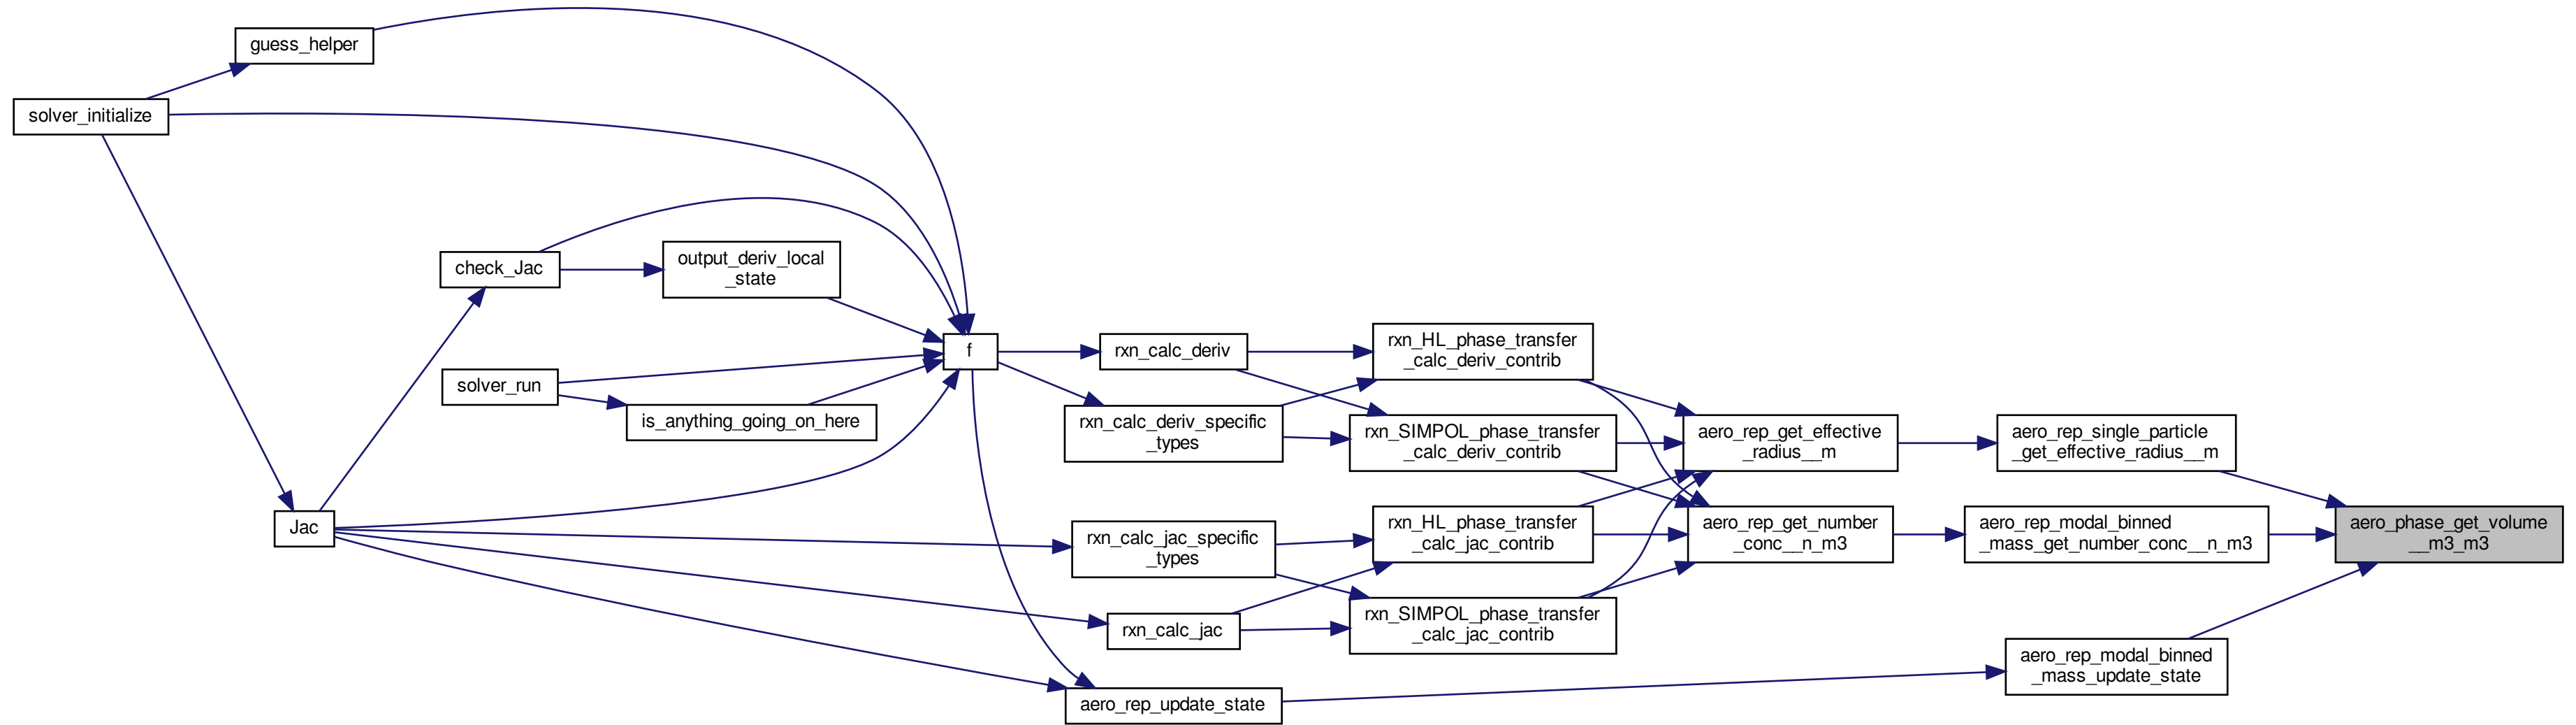 guess_helper
solver_initialize
check_Jac
output_deriv_local
_state
solver_run
is_anything_going_on_here
Jac
f
rxn_calc_deriv
rxn_calc_deriv_specific
_types
rxn_calc_jac_specific
_types
rxn_calc_jac
aero_rep_update_state
rxn_HL_phase_transfer
_calc_deriv_contrib
rxn_SIMPOL_phase_transfer
_calc_deriv_contrib
rxn_HL_phase_transfer
_calc_jac_contrib
rxn_SIMPOL_phase_transfer
_calc_jac_contrib
aero_rep_get_effective
_radius__m
aero_rep_get_number
_conc__n_m3
aero_rep_single_particle
_get_effective_radius__m
aero_rep_modal_binned
_mass_get_number_conc__n_m3
aero_rep_modal_binned
_mass_update_state
aero_phase_get_volume
__m3_m3